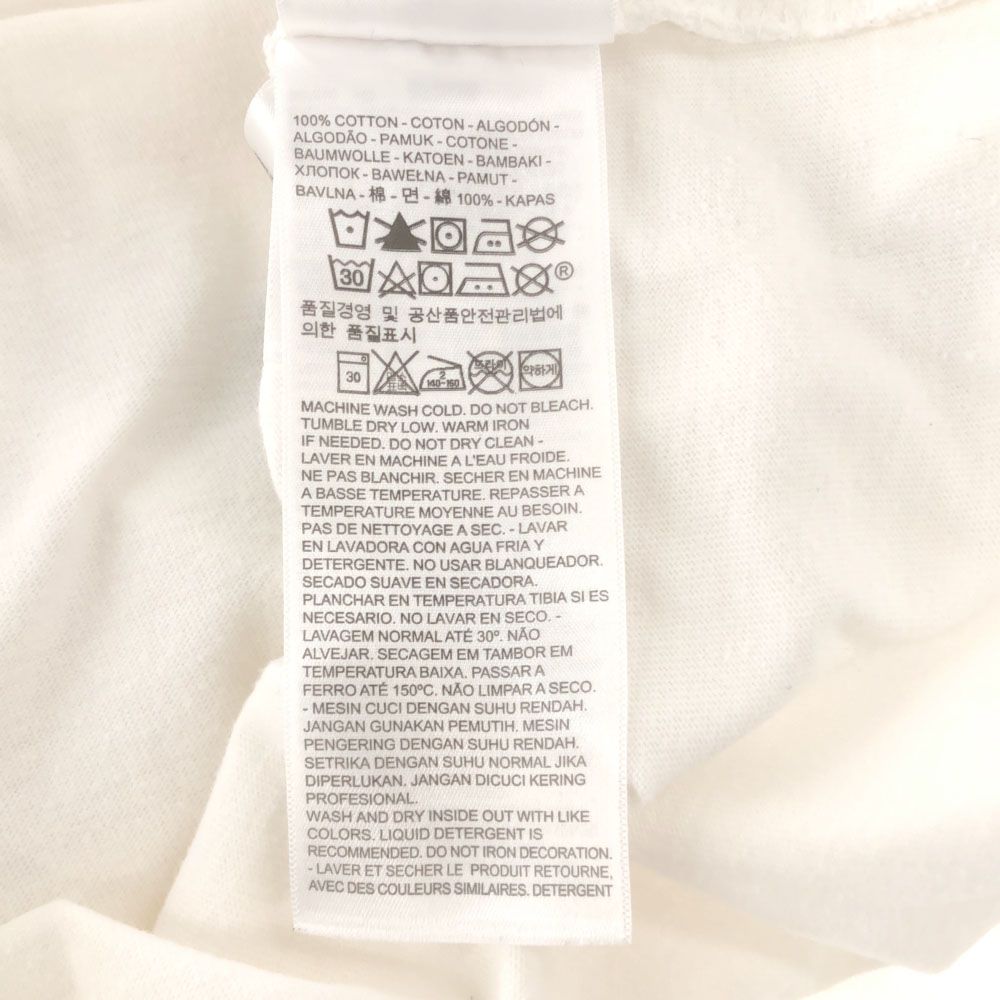 100% COTTON - COTON - ALGODÓN -
ALGODÃO - PAMUK - COTONE -
BAUMWOLLE - KATOEN - BAMBAKI -
ХЛОПОК - BAWEŁNA - PAMUT -
BAVLNA - 棉 - 면 - 綿 100% - KAPAS
30 ®
품질경영 및 공산품안전관리법에
의한 품질표시
30 2 140-160 드라이 약하게
MACHINE WASH COLD. DO NOT BLEACH.
TUMBLE DRY LOW. WARM IRON
IF NEEDED. DO NOT DRY CLEAN -
LAVER EN MACHINE A L'EAU FROIDE.
NE PAS BLANCHIR. SECHER EN MACHINE
A BASSE TEMPERATURE. REPASSER A
TEMPERATURE MOYENNE AU BESOIN.
PAS DE NETTOYAGE A SEC. - LAVAR
EN LAVADORA CON AGUA FRIA Y
DETERGENTE. NO USAR BLANQUEADOR.
SECADO SUAVE EN SECADORA.
PLANCHAR EN TEMPERATURA TIBIA SI ES
NECESARIO. NO LAVAR EN SECO. -
LAVAGEM NORMAL ATÉ 30º. NÃO
ALVEJAR. SECAGEM EM TAMBOR EM
TEMPERATURA BAIXA. PASSAR A
FERRO ATÉ 150ºC. NÃO LIMPAR A SECO.
- MESIN CUCI DENGAN SUHU RENDAH.
JANGAN GUNAKAN PEMUTIH. MESIN
PENGERING DENGAN SUHU RENDAH.
SETRIKA DENGAN SUHU NORMAL JIKA
DIPERLUKAN. JANGAN DICUCI KERING
PROFESIONAL.
WASH AND DRY INSIDE OUT WITH LIKE
COLORS. LIQUID DETERGENT IS
RECOMMENDED. DO NOT IRON DECORATION.
- LAVER ET SECHER LE PRODUIT RETOURNE,
AVEC DES COULEURS SIMILAIRES. DETERGENT